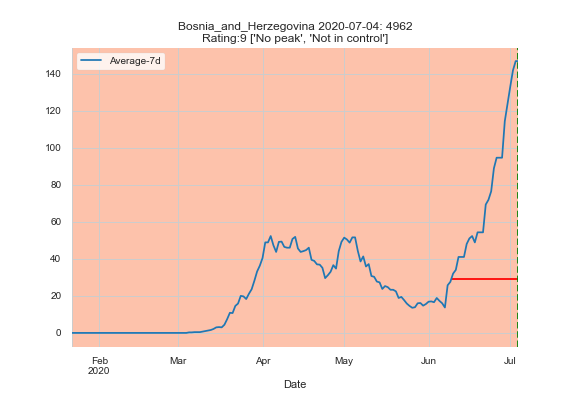 Bosnia_and_Herzegovina 2020-07-04: 4962
Rating:9 ['No peak', 'Not in control']
Average-7d
140
120
100
80
60
40
20
0
Feb Mar Apr May Jun Jul
2020
Date